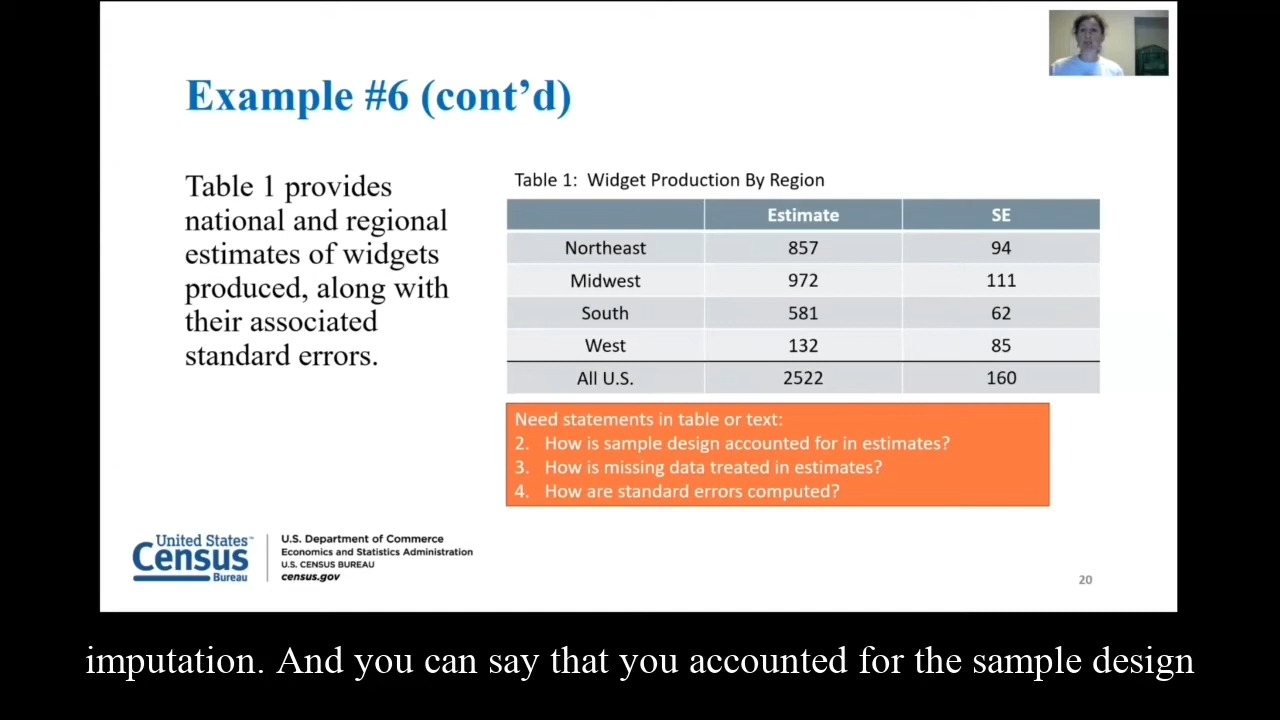 Example #6 (cont’d)
Table 1 provides
national and regional
estimates of widgets
produced, along with
their associated
standard errors.
Table 1:  Widget Production By Region
Estimate SE
Northeast 857 94
Midwest 972 111
South 581 62
West 132 85
All U.S. 2522 160
Need statements in table or text:
2. How is sample design accounted for in estimates?
3. How is missing data treated in estimates?
4. How are standard errors computed?
United States™
Census
Bureau
U.S. Department of Commerce
Economics and Statistics Administration
U.S. CENSUS BUREAU
census.gov
20
imputation. And you can say that you accounted for the sample design